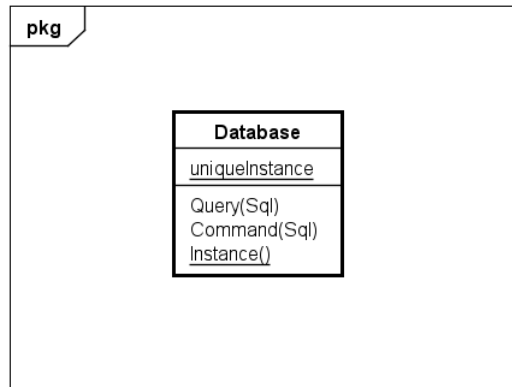 pkg
Database
uniqueInstance
Query(Sql)
Command(Sql)
Instance()